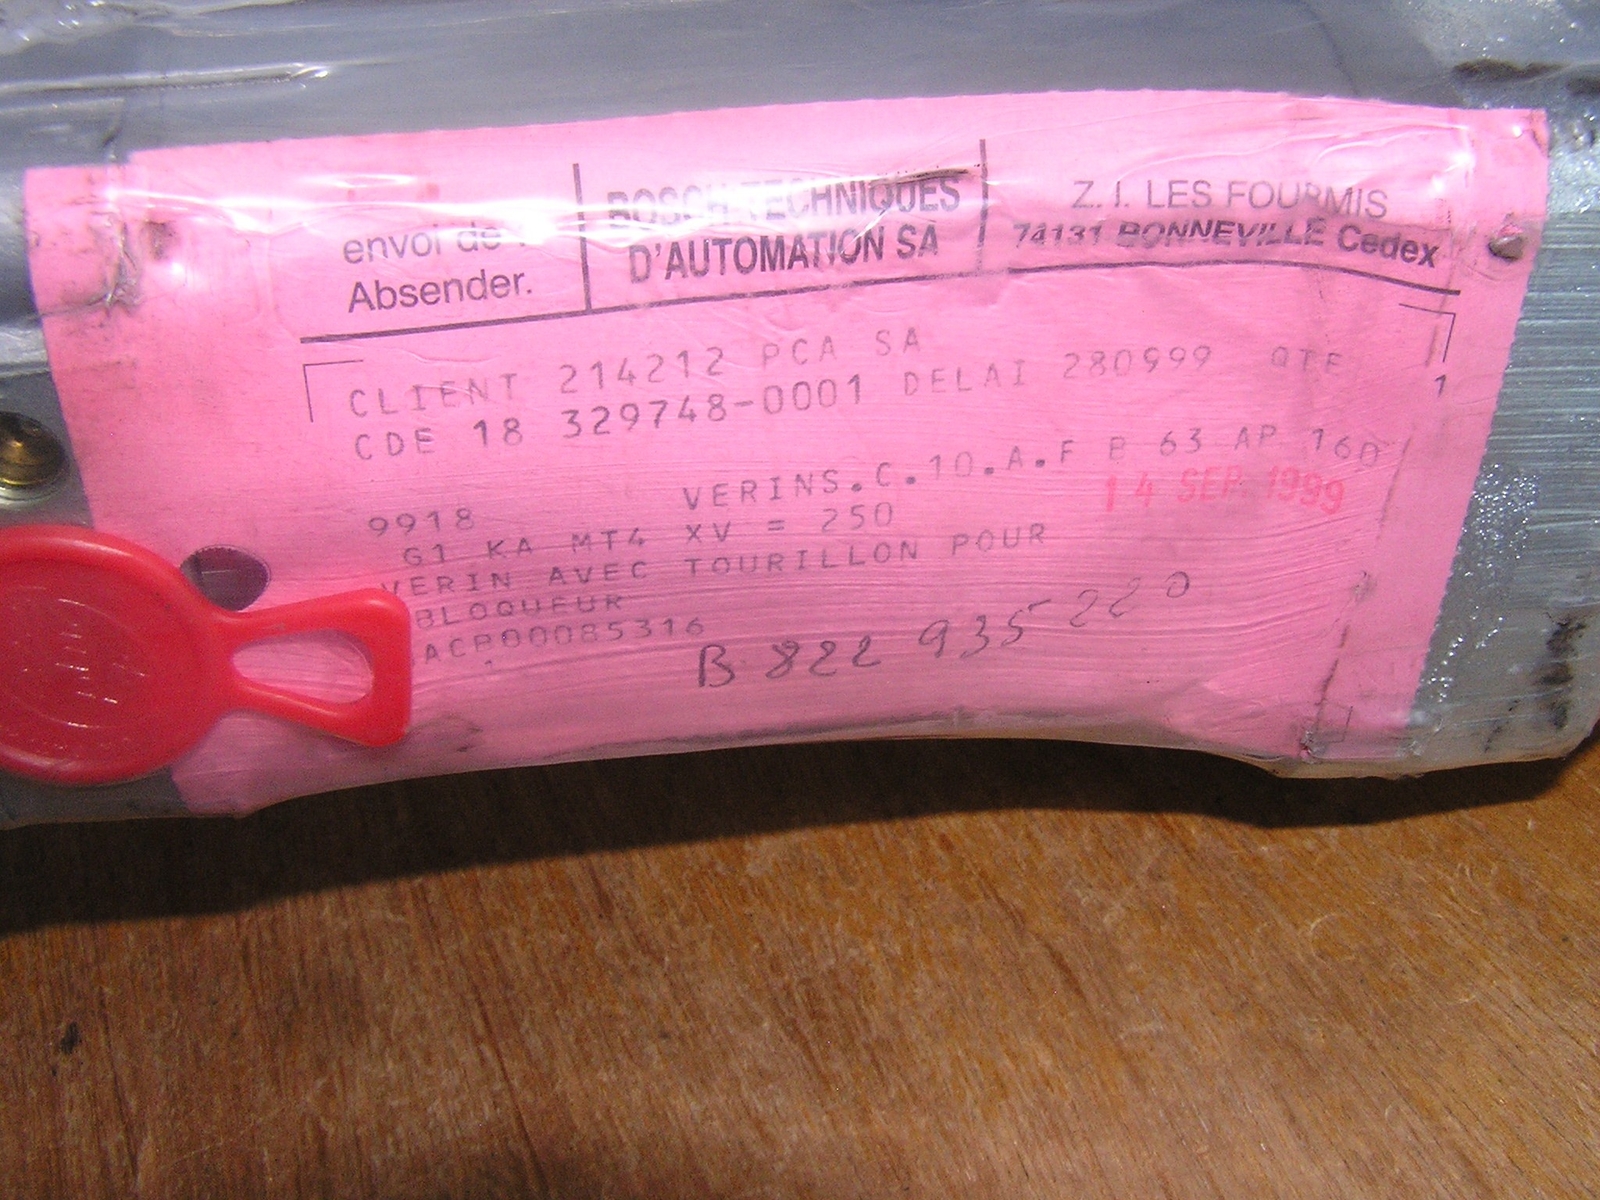 envoi de
Absender.
BOSCH TECHNIQUES
D'AUTOMATION SA
Z. I. LES FOURMIS
74131 BONNEVILLE Cedex
CLIENT 214212 PCA SA
CDE 18 329748-0001 DELAI 280999 QTE 1
9918 VERINS.C.10.A.F B 63 AP 160
14 SEP. 1999
G1 KA MT4 XV = 250
VERIN AVEC TOURILLON POUR
BLOQUEUR
ACP00085316
1
B 822 935 220